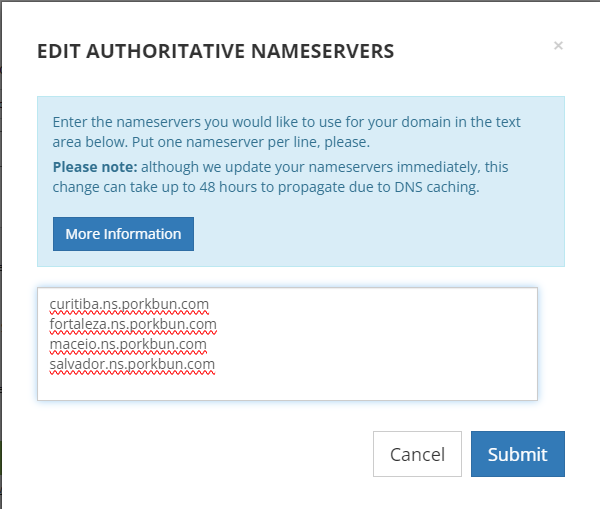 EDIT AUTHORITATIVE NAMESERVERS
×
Enter the nameservers you would like to use for your domain in the text
area below. Put one nameserver per line, please.
Please note: although we update your nameservers immediately, this
change can take up to 48 hours to propagate due to DNS caching.
More Information
curitiba.ns.porkbun.com
fortaleza.ns.porkbun.com
maceio.ns.porkbun.com
salvador.ns.porkbun.com
Cancel
Submit